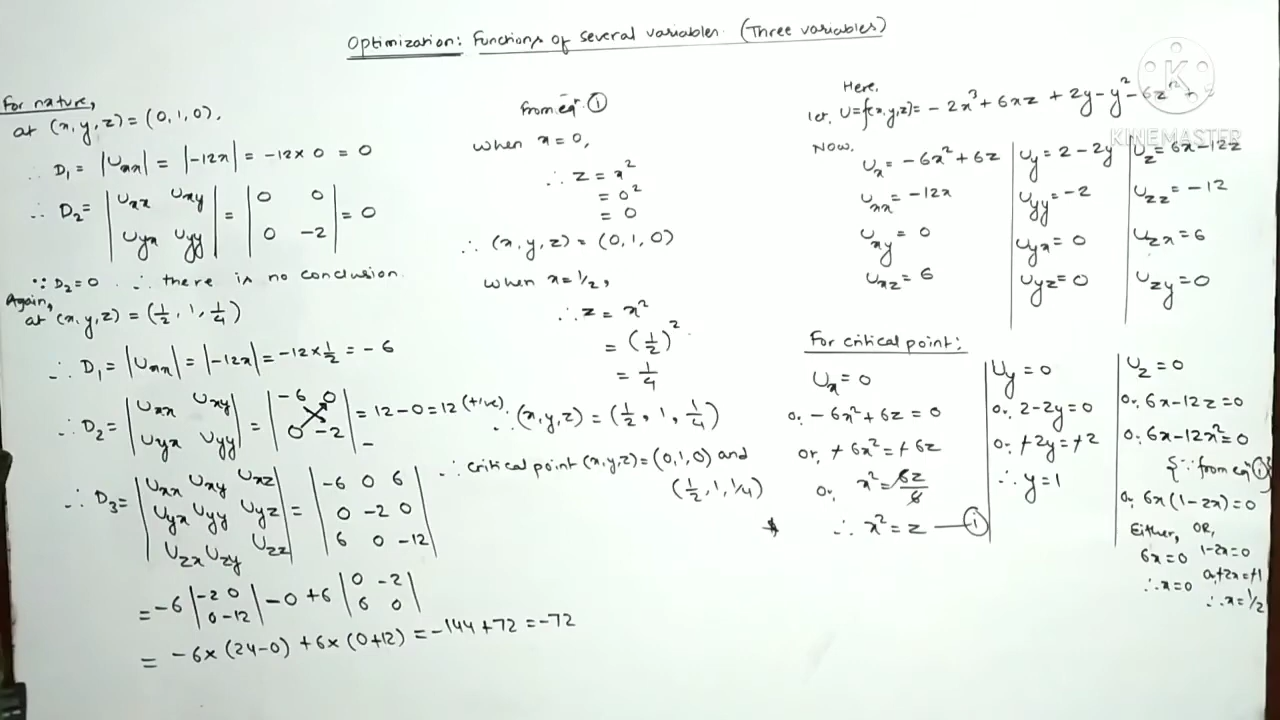 Optimization: Functions of several variables. (Three variables)
Here,
let, U=f(x,y,z)= -2x³+6xz+2y-y²-6z²+2
Now,
Uₓ= -6x²+6z
Uₓₓ= -12x
Uₓy = 0
Uₓz= 6
Uy= 2-2y
Uyy= -2
Uyx= 0
Uyz= 0
Uz= 6x-12z
Uzz= -12
Uzx= 6
Uzy= 0
For critical point:
Uₓ=0
or, -6x²+6z=0
or, +6x²=+6z
or, x²=6z/6
∴ x²=z —— ①
Uy=0
or, 2-2y=0
or, +2y=+2
∴ y=1
Uz=0
or, 6x-12z=0
or, 6x-12x²=0
{∵ from eqⁿ ①}
or, 6x(1-2x)=0
Either, OR,
6x=0 1-2x=0
∴x=0 or, +2x=+1
∴x=1/2
From eqⁿ. ①
when x=0,
∴ z=x²
=0²
=0
∴ (x,y,z)=(0,1,0)
when x=1/2,
∴ z=x²
=(1/2)²
=1/4
∴ (x,y,z)=(1/2, 1, 1/4)
∴ critical point (x,y,z)=(0,1,0) and
(1/2,1,1/4)
For nature,
at (x,y,z)=(0,1,0).
∴ D₁= |Uxx| = |-12x| = -12×0 = 0
∴ D₂= |Uxx Uxy| = |0 0| = 0
|Uyx Uyy| |0 -2|
∵ D₂=0 ∴ there is no conclusion.
Again,
at (x,y,z)=(1/2, 1, 1/4)
∴ D₁= |Uxx|=|-12x|=-12×1/2= -6
∴ D₂= |Uxx Uxy| = |-6 0| = 12-0=12 (+ive).
|Uyx Uyy| |0 -2|
∴ D₃= |Uxx Uxy Uxz| = |-6 0 6|
|Uyx Uyy Uyz| |0 -2 0|
|Uzx Uzy Uzz| |6 0 -12|
= -6 |-2 0| -0+6 |0 -2|
|0 -12| |6 0|
= -6×(24-0)+6×(0+12)=-144+72=-72
KINEMASTER